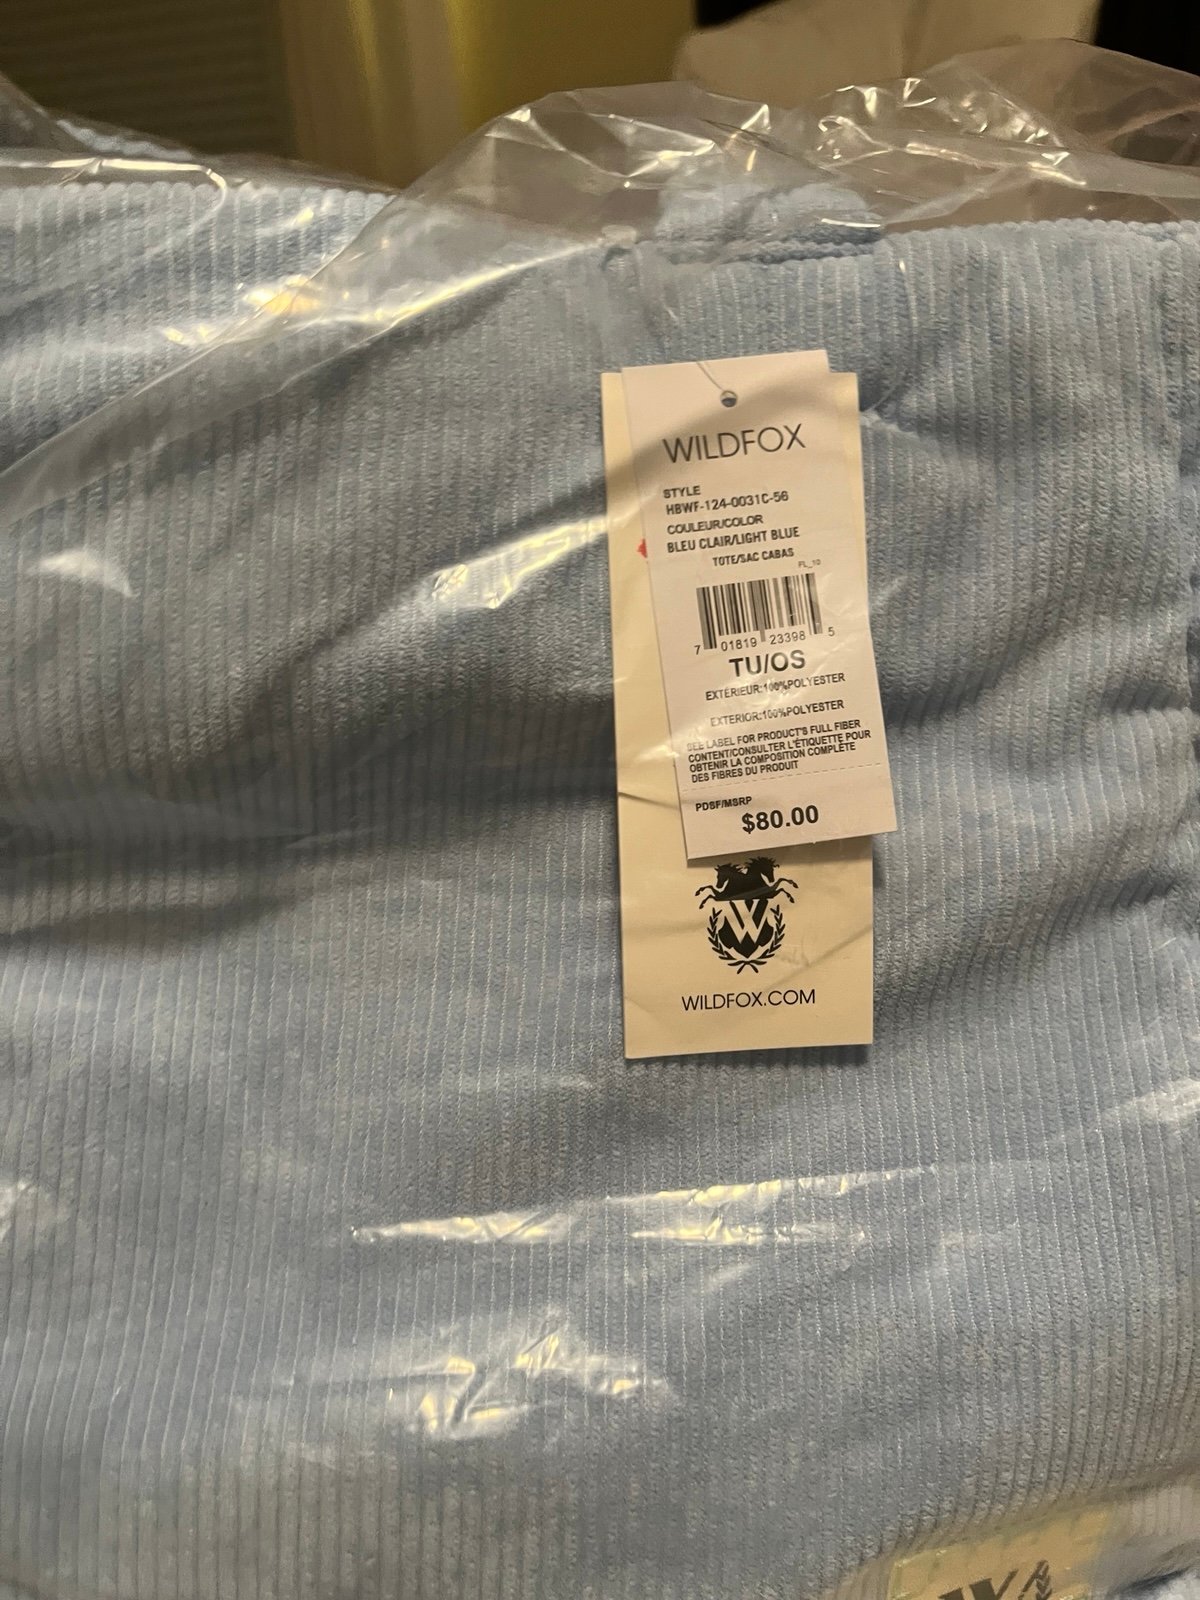 WILDFOX
STYLE
HBWF-124-0031C-56
COULEUR/COLOR
BLEU CLAIR/LIGHT BLUE
TOTE/SAC CABAS
FL_10
7 01819 23398 5
TU/OS
EXTÉRIEUR:100%POLYESTER
EXTERIOR:100%POLYESTER
SEE LABEL FOR PRODUCT'S FULL FIBER
CONTENT/CONSULTER L'ÉTIQUETTE POUR
OBTENIR LA COMPOSITION COMPLÈTE
DES FIBRES DU PRODUIT
PDSF/MSRP
$80.00
W
WILDFOX.COM
W